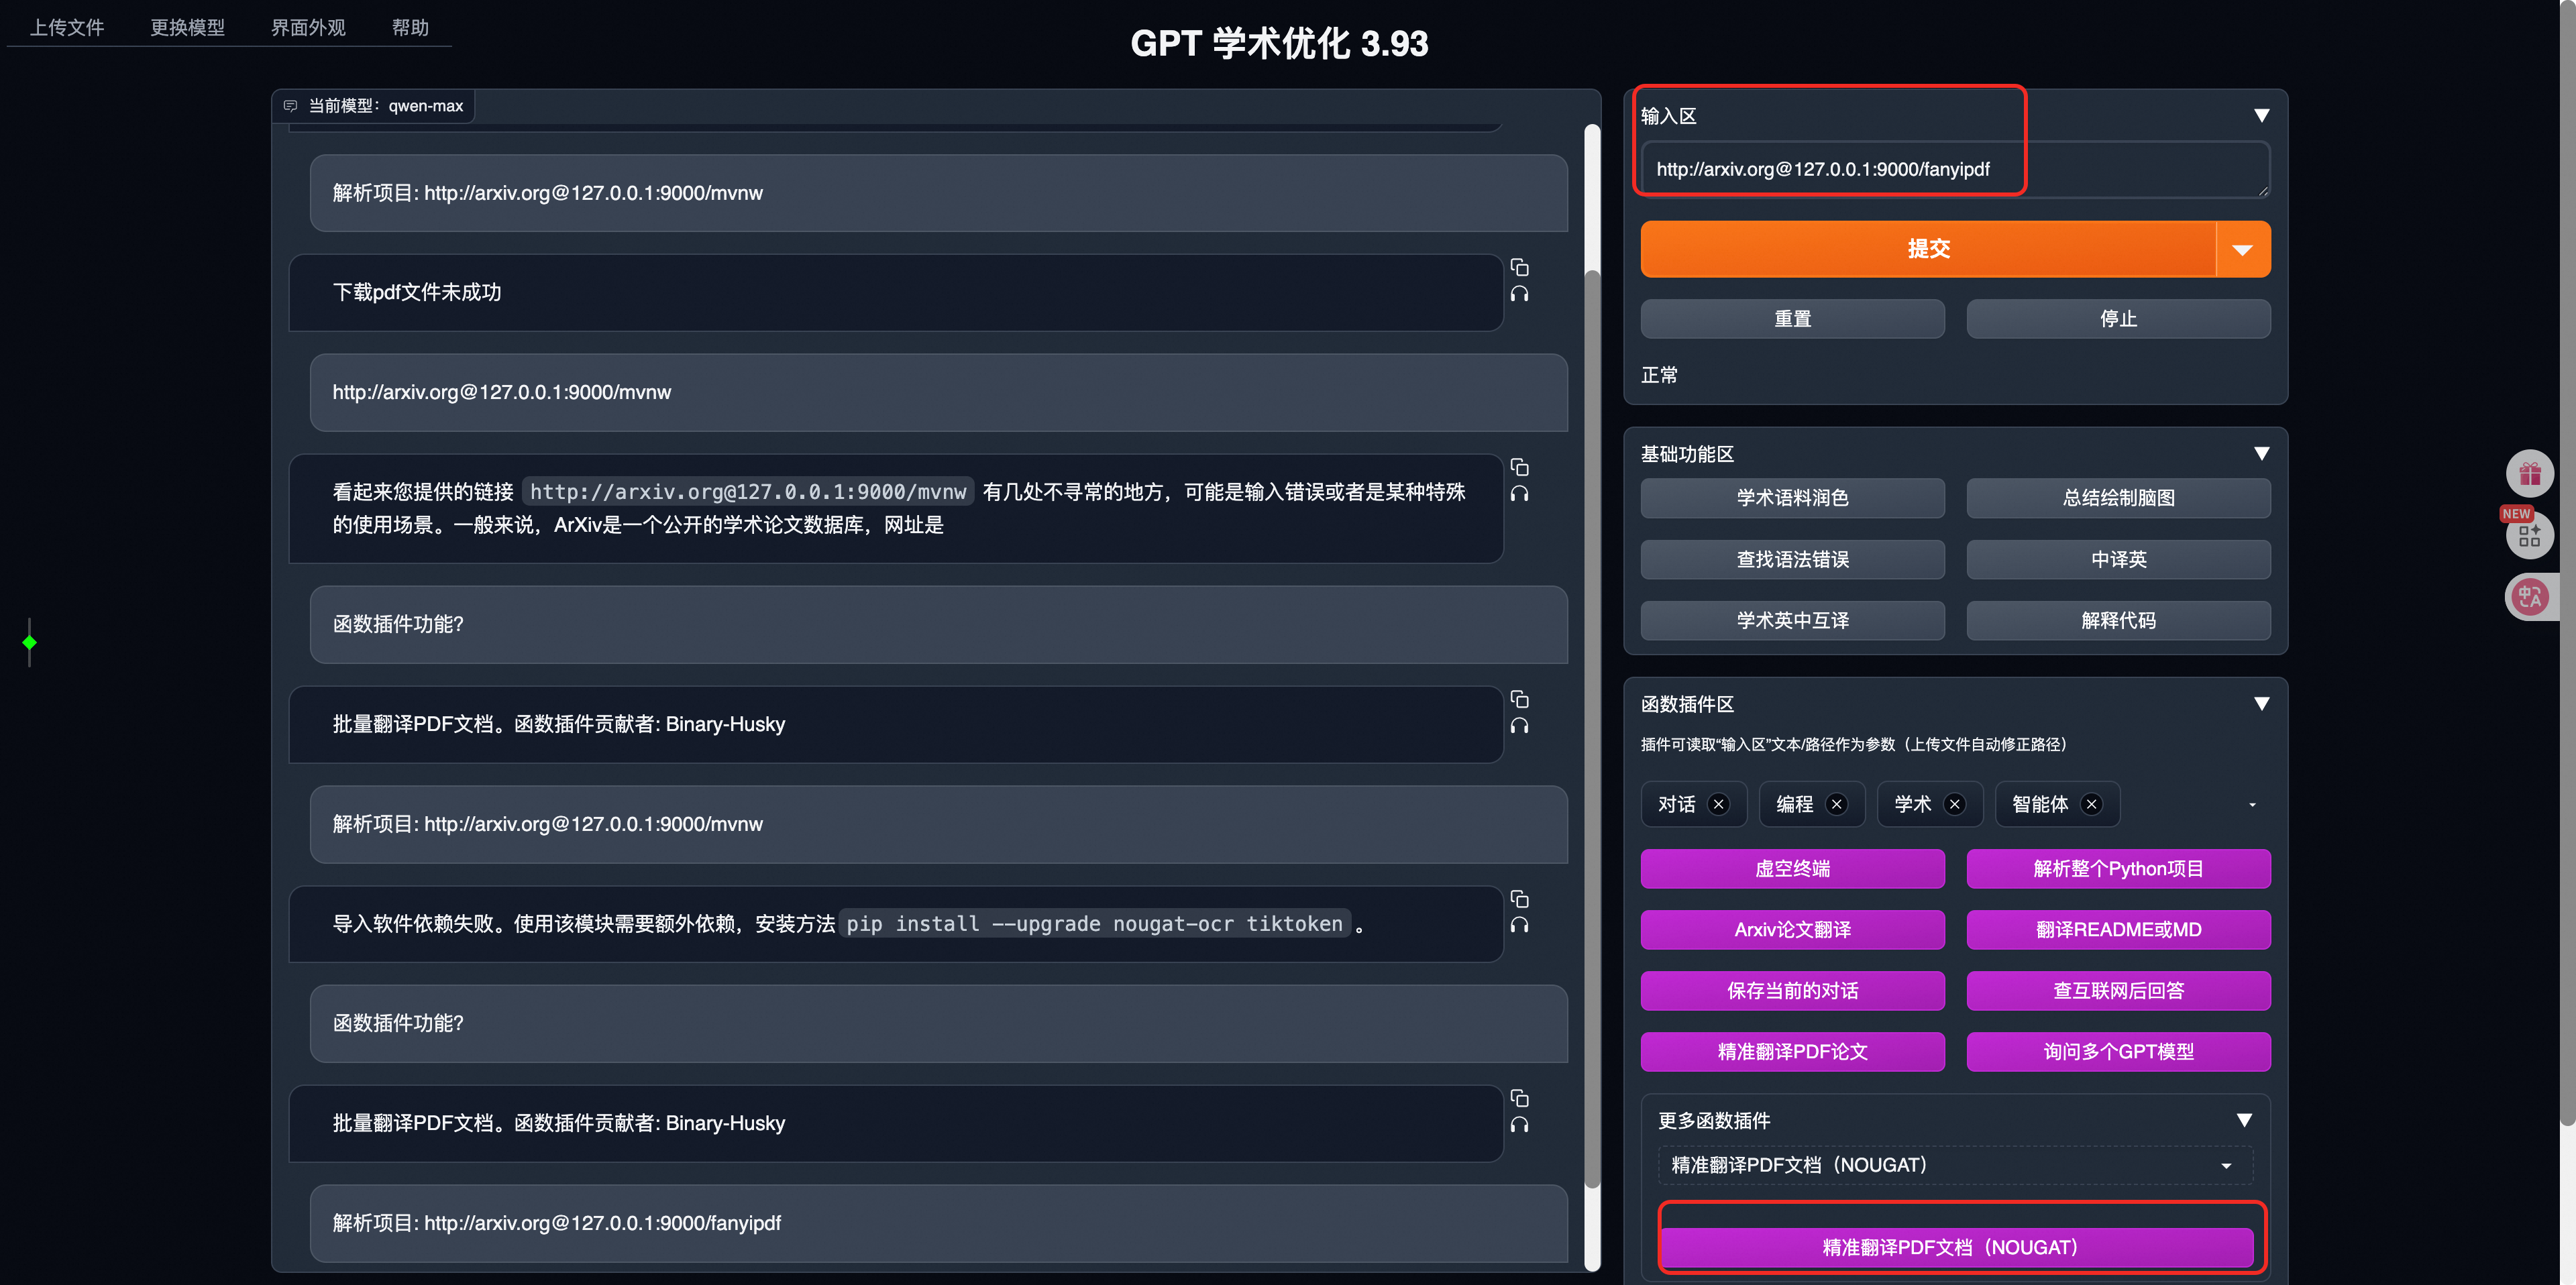 上传文件
更换模型
界面外观
帮助
GPT 学术优化 3.93
当前模型：qwen-max
解析项目: http://arxiv.org@127.0.0.1:9000/mvnw
下载pdf文件未成功
http://arxiv.org@127.0.0.1:9000/mvnw
看起来您提供的链接 http://arxiv.org@127.0.0.1:9000/mvnw 有几处不寻常的地方，可能是输入错误或者是某种特殊
的使用场景。一般来说，ArXiv是一个公开的学术论文数据库，网址是
函数插件功能?
批量翻译PDF文档。函数插件贡献者: Binary-Husky
解析项目: http://arxiv.org@127.0.0.1:9000/mvnw
导入软件依赖失败。使用该模块需要额外依赖，安装方法 pip install --upgrade nougat-ocr tiktoken 。
函数插件功能?
批量翻译PDF文档。函数插件贡献者: Binary-Husky
解析项目: http://arxiv.org@127.0.0.1:9000/fanyipdf
输入区
http://arxiv.org@127.0.0.1:9000/fanyipdf
提交
重置
停止
正常
基础功能区
学术语料润色
总结绘制脑图
查找语法错误
中译英
学术英中互译
解释代码
函数插件区
插件可读取“输入区”文本/路径作为参数（上传文件自动修正路径）
对话
编程
学术
智能体
虚空终端
解析整个Python项目
Arxiv论文翻译
翻译README或MD
保存当前的对话
查互联网后回答
精准翻译PDF论文
询问多个GPT模型
更多函数插件
精准翻译PDF文档（NOUGAT）
精准翻译PDF文档（NOUGAT）
NEW
中A